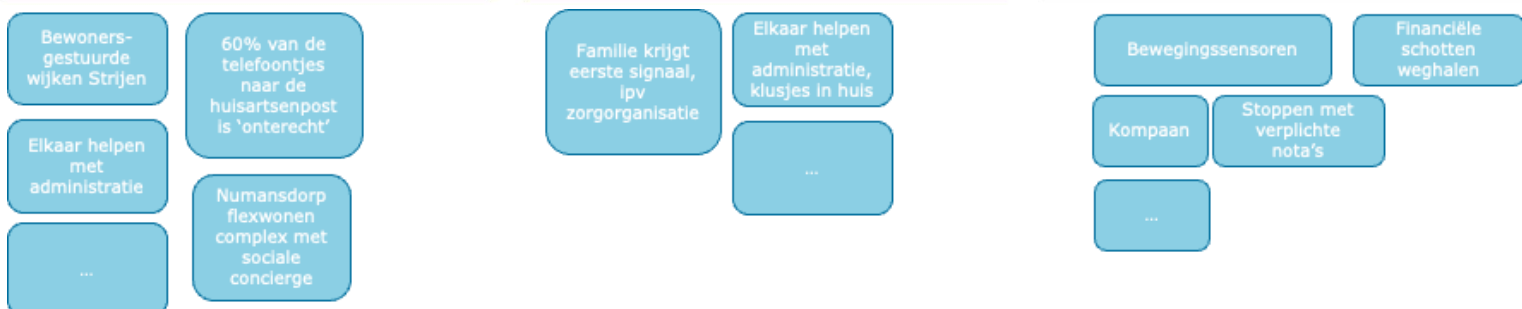 Bewoners-
gestuurde
wijken Strijen
60% van de
telefoontjes
naar de
huisartsenpost
is ‘onterecht’
Elkaar helpen
met
administratie
Numansdorp
flexwonen
complex met
sociale
concierge
...
Familie krijgt
eerste signaal,
ipv
zorgorganisatie
Elkaar helpen
met
administratie,
klusjes in huis
...
Bewegingssensoren
Financiële
schotten
weghalen
Kompaan
Stoppen met
verplichte
nota’s
...